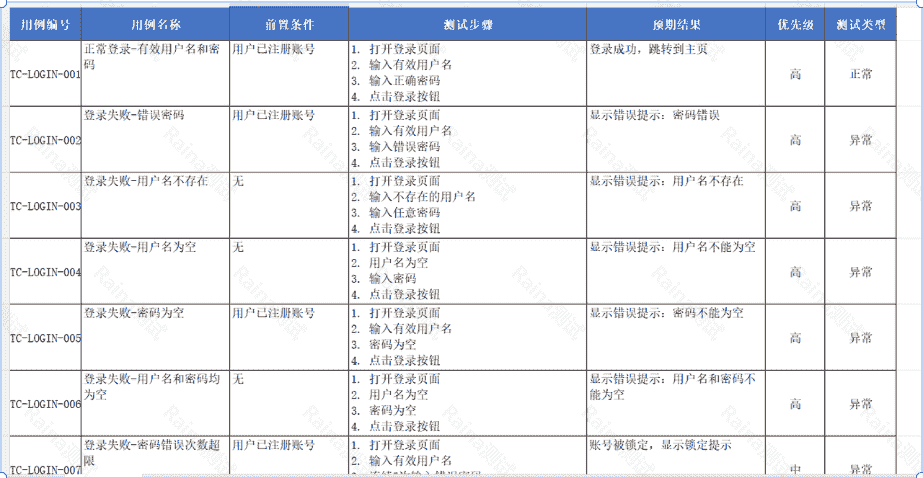 用例编号 用例名称 前置条件 测试步骤 预期结果 优先级 测试类型
TC-LOGIN-001 正常登录-有效用户名和密码 用户已注册账号 1. 打开登录页面 登录成功，跳转到主页 高 正常
2. 输入有效用户名
3. 输入正确密码
4. 点击登录按钮
TC-LOGIN-002 登录失败-错误密码 用户已注册账号 1. 打开登录页面 显示错误提示：密码错误 高 异常
2. 输入有效用户名
3. 输入错误密码
4. 点击登录按钮
TC-LOGIN-003 登录失败-用户名不存在 无 1. 打开登录页面 显示错误提示：用户名不存在 高 异常
2. 输入不存在的用户名
3. 输入任意密码
4. 点击登录按钮
TC-LOGIN-004 登录失败-用户名为空 无 1. 打开登录页面 显示错误提示：用户名不能为空 高 异常
2. 用户名为空
3. 输入密码
4. 点击登录按钮
TC-LOGIN-005 登录失败-密码为空 用户已注册账号 1. 打开登录页面 显示错误提示：密码不能为空 高 异常
2. 输入有效用户名
3. 密码为空
4. 点击登录按钮
TC-LOGIN-006 登录失败-用户名和密码均为空 无 1. 打开登录页面 显示错误提示：用户名和密码不能为空 高 异常
2. 用户名为空
3. 密码为空
4. 点击登录按钮
TC-LOGIN-007 登录失败-密码错误次数超限 用户已注册账号 1. 打开登录页面 账号被锁定，显示锁定提示 中 异常
2. 输入有效用户名
Raina测试